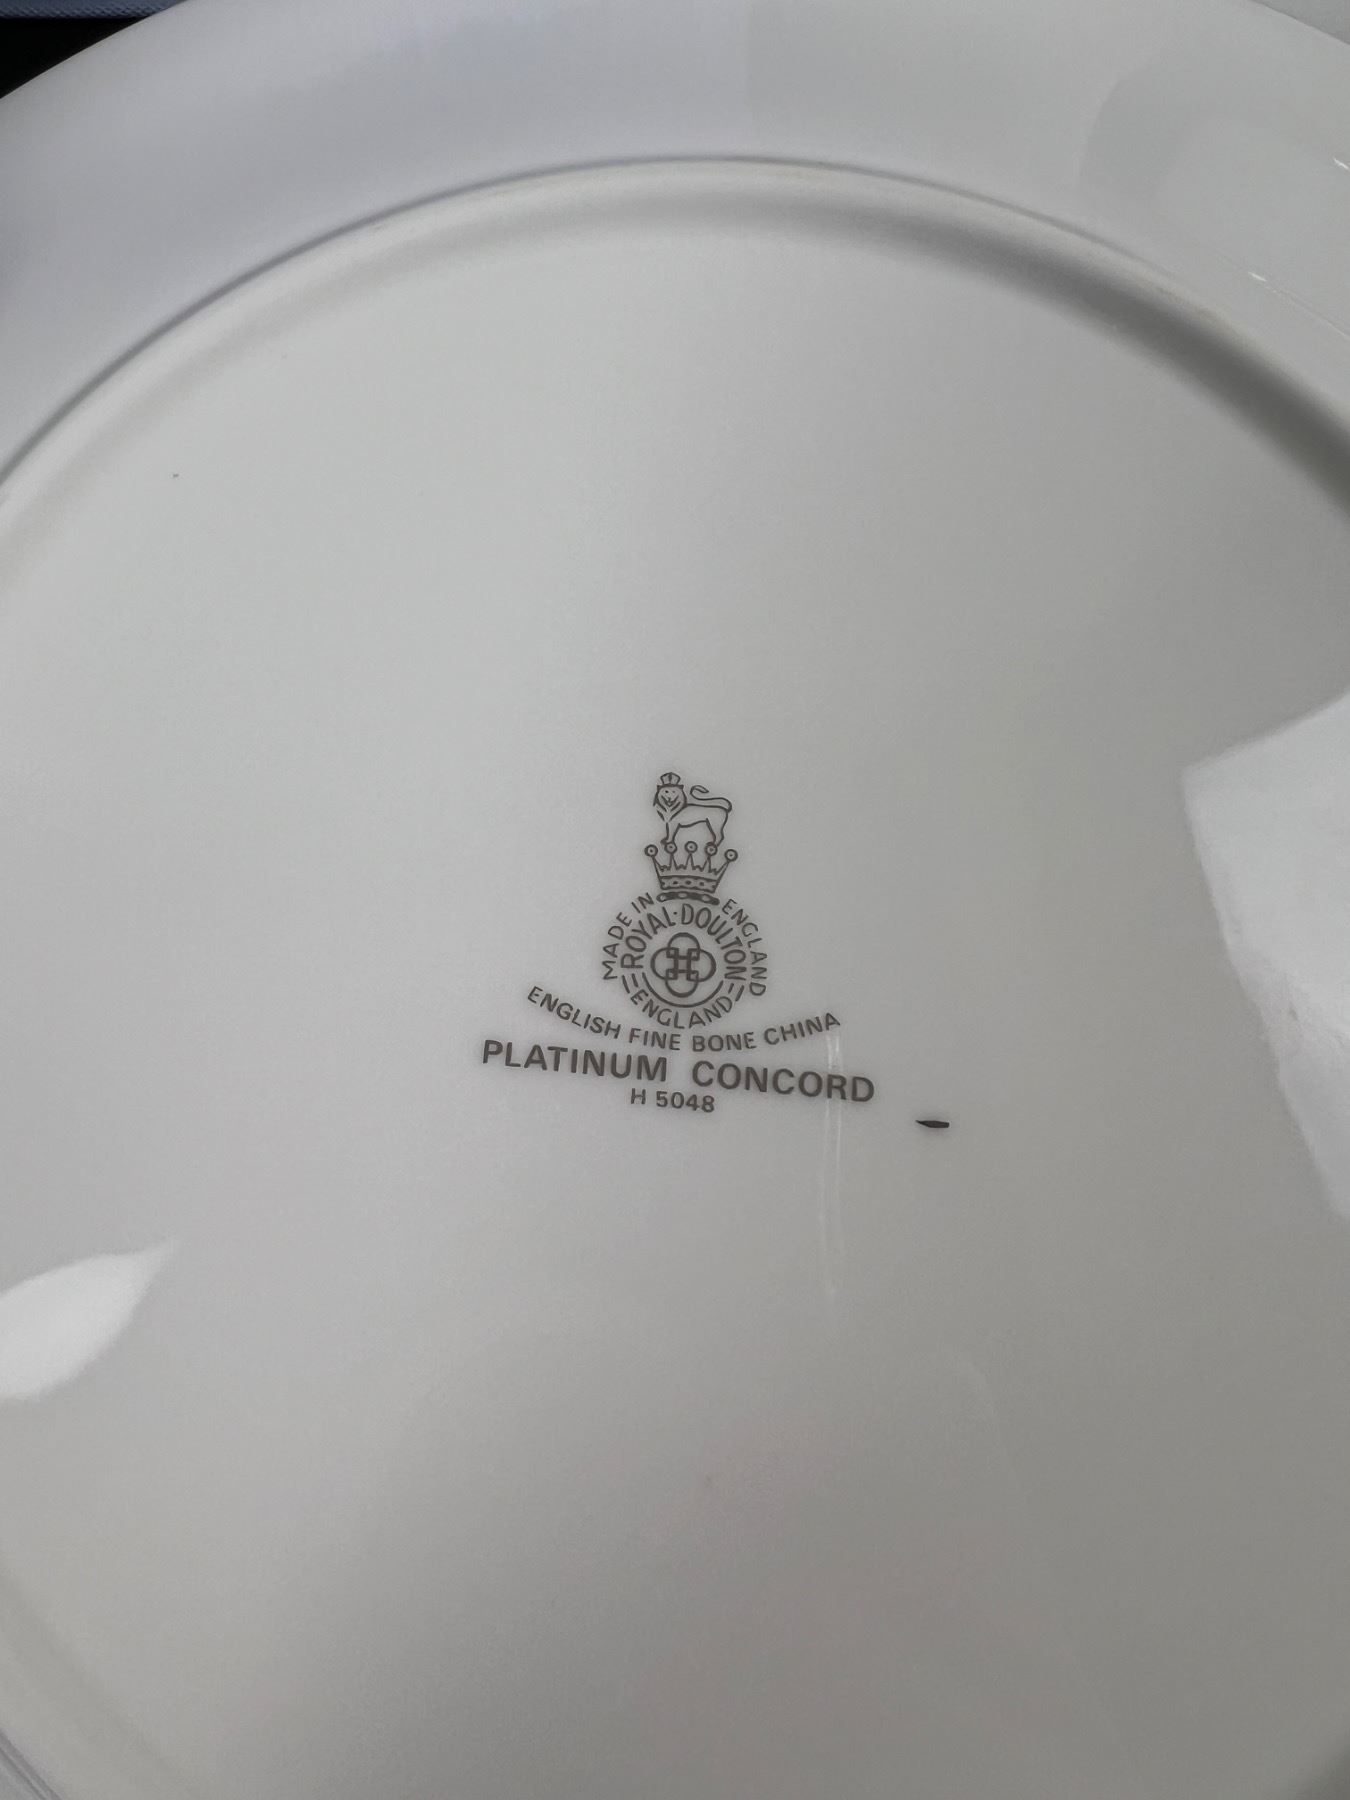 MADE IN ENGLAND
ROYAL·DOULTON
ENGLAND
ENGLISH FINE BONE CHINA
PLATINUM CONCORD
H 5048